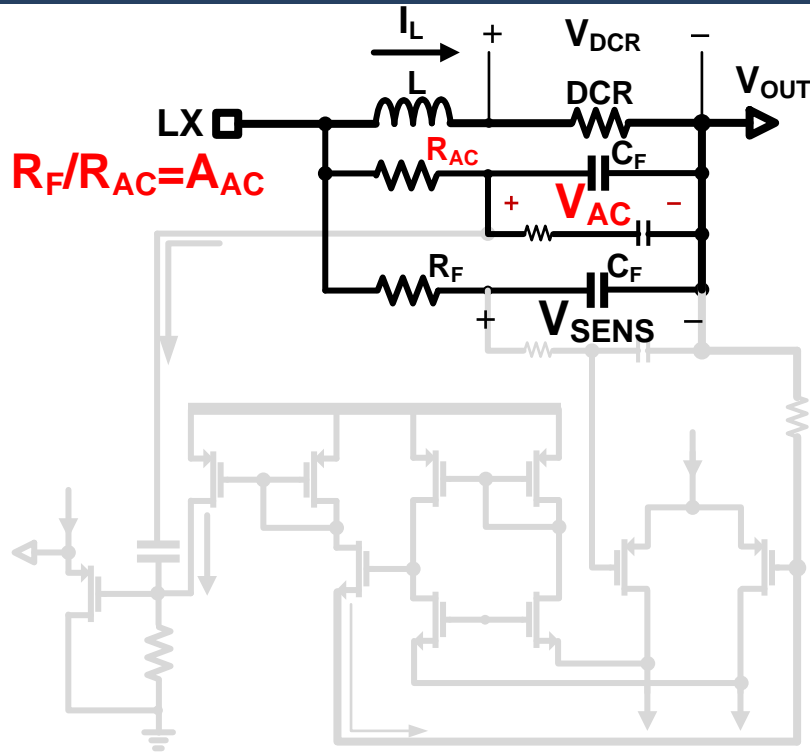 I_L
+ V_DCR −
L
DCR
V_OUT
LX
R_AC
C_F
R_F/R_AC=A_AC
+ V_AC −
R_F
C_F
+ V_SENS −